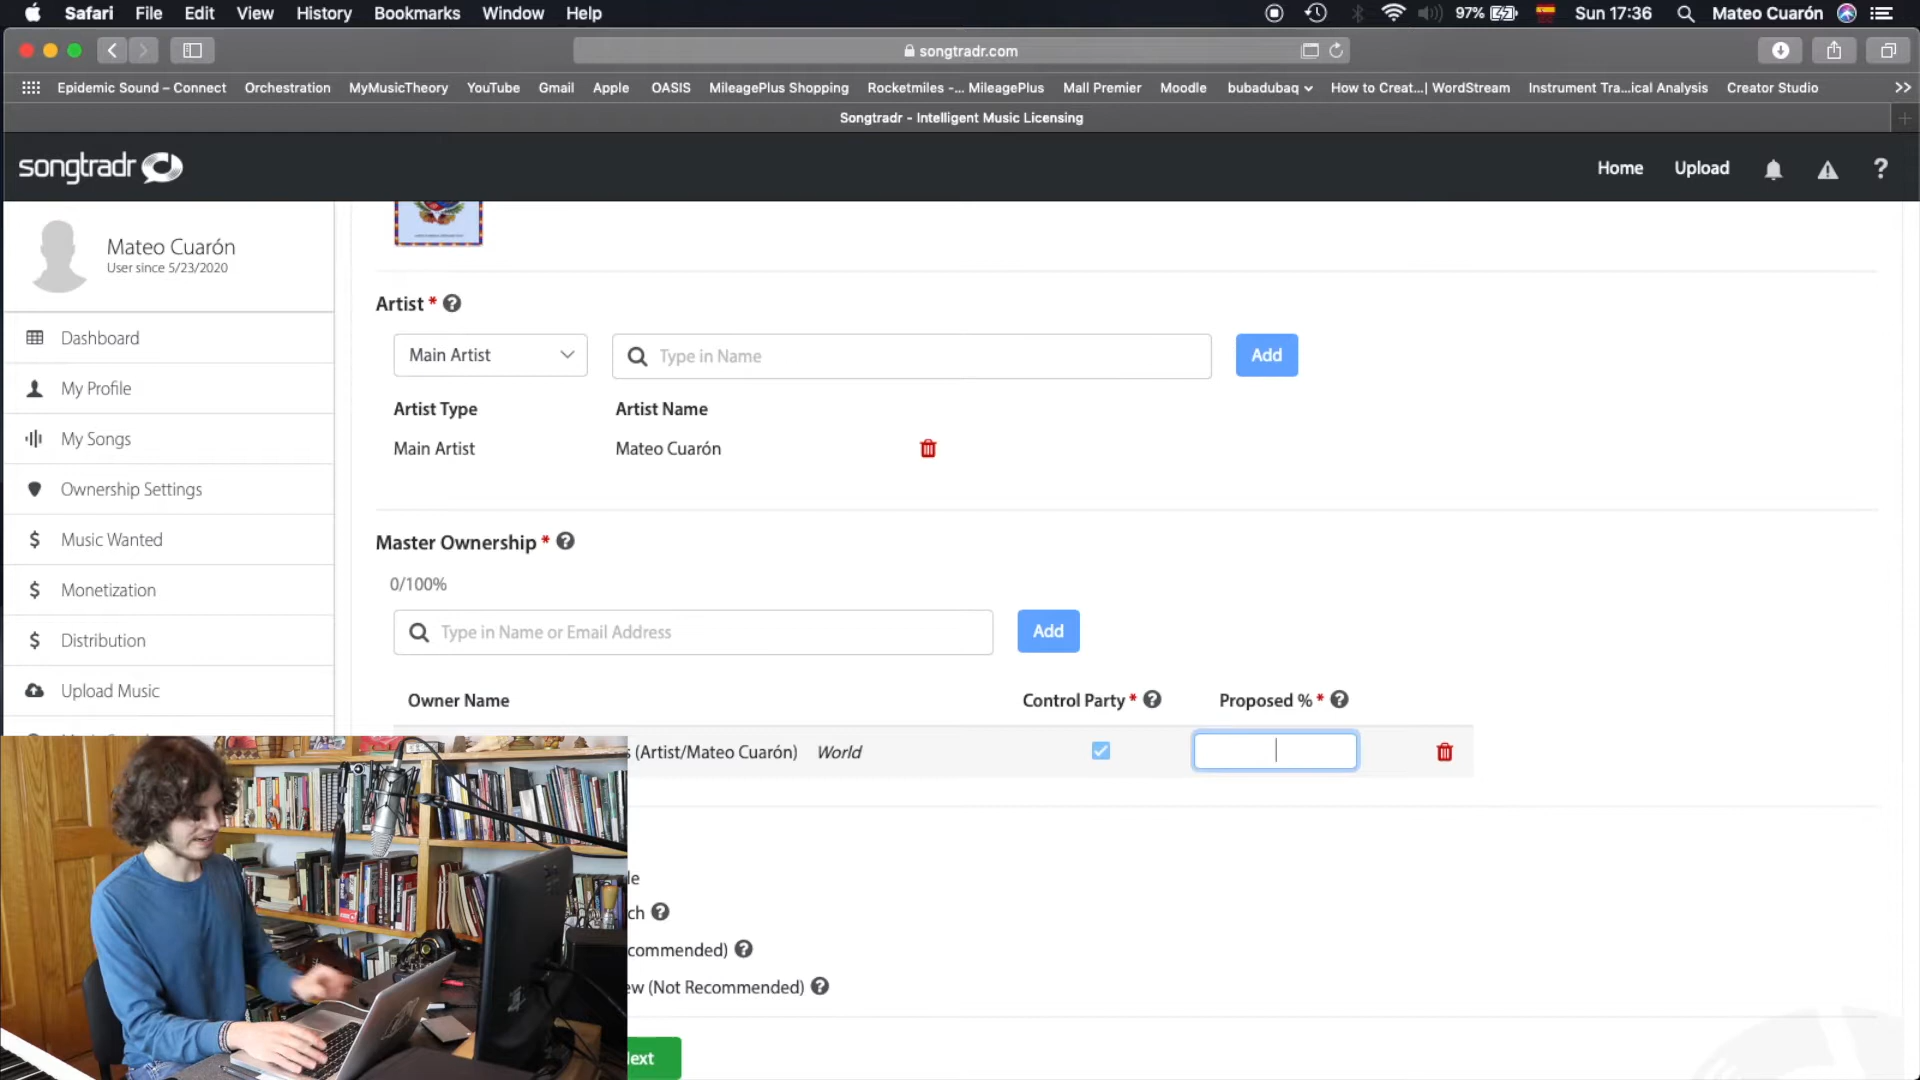 Safari File Edit View History Bookmarks Window Help 97% Sun 17:36 Mateo Cuarón
songtradr.com
Epidemic Sound – Connect Orchestration MyMusicTheory YouTube Gmail Apple OASIS MileagePlus Shopping Rocketmiles -... MileagePlus Mall Premier Moodle bubadubaq How to Creat...| WordStream Instrument Tra...ical Analysis Creator Studio
Songtradr - Intelligent Music Licensing
songtradr Home Upload ?
Mateo Cuarón
User since 5/23/2020
Dashboard
My Profile
My Songs
Ownership Settings
$ Music Wanted
$ Monetization
$ Distribution
Upload Music
Artist * ?
Main Artist Type in Name Add
Artist Type Artist Name
Main Artist Mateo Cuarón
Master Ownership * ?
0/100%
Type in Name or Email Address Add
Owner Name Control Party * ? Proposed % * ?
s (Artist/Mateo Cuarón) World
le
ch ?
commended) ?
ew (Not Recommended) ?
ext